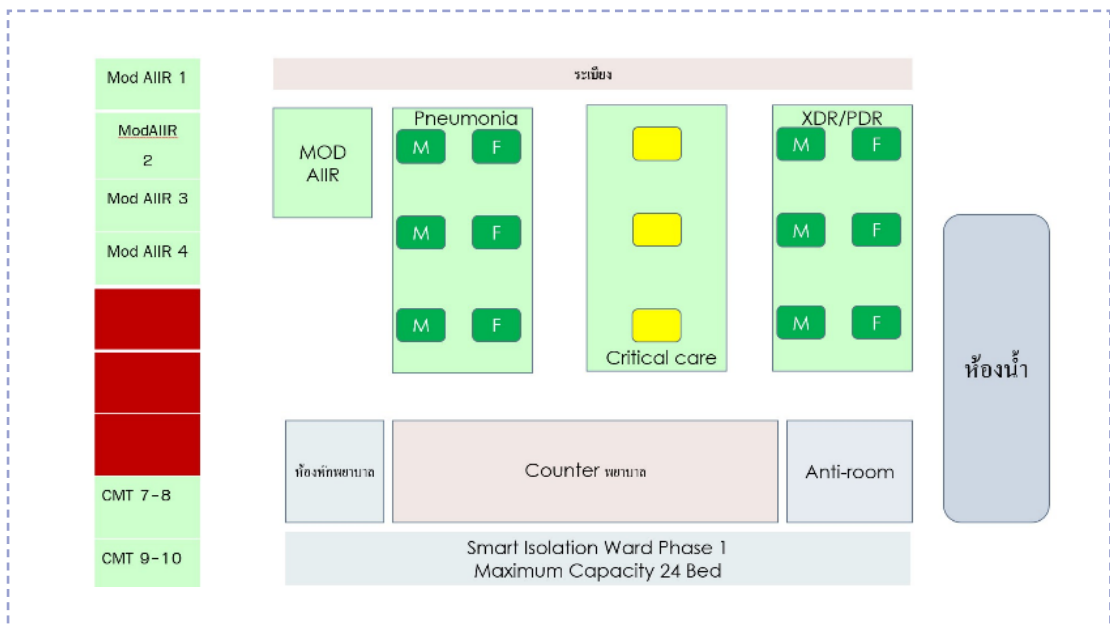 Mod AIIR 1
ModAIIR
2
Mod AIIR 3
Mod AIIR 4
CMT 7-8
CMT 9-10
ระเบียง
MOD
AIIR
Pneumonia
M F
M F
M F
Critical care
XDR/PDR
M F
M F
M F
ห้องน้ำ
ห้องพักพยาบาล
Counter พยาบาล
Anti-room
Smart Isolation Ward Phase 1
Maximum Capacity 24 Bed